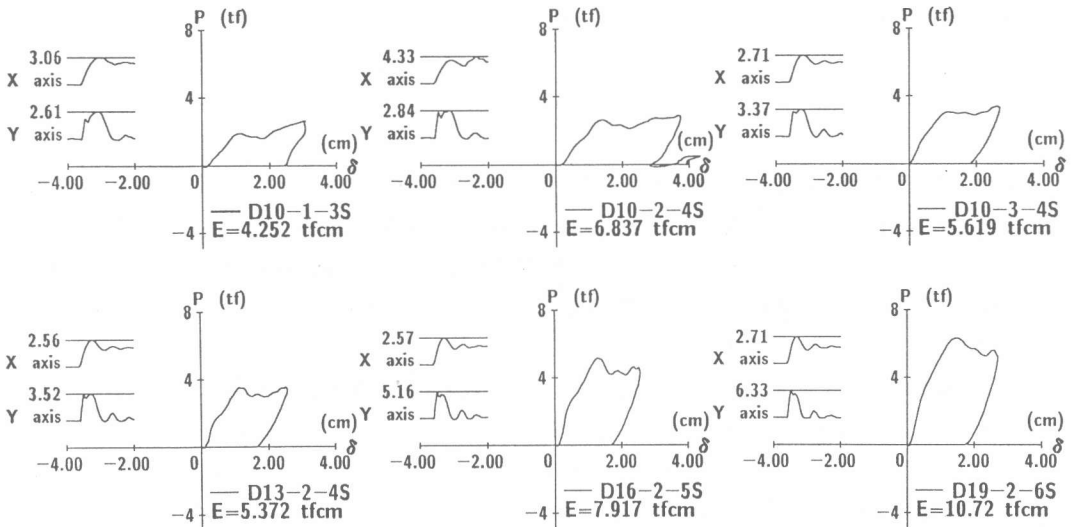 P (tf)
8
3.06
X axis
2.61
Y axis
4
(cm)
−4.00 −2.00 0 2.00 4.00 δ
−4
D10−1−3S
E=4.252 tfcm
P (tf)
8
4.33
X axis
2.84
Y axis
4
(cm)
−4.00 −2.00 0 2.00 4.00 δ
−4
D10−2−4S
E=6.837 tfcm
P (tf)
8
2.71
X axis
3.37
Y axis
4
(cm)
−4.00 −2.00 0 2.00 4.00 δ
−4
D10−3−4S
E=5.619 tfcm
P (tf)
8
2.56
X axis
3.52
Y axis
4
(cm)
−4.00 −2.00 0 2.00 4.00 δ
−4
D13−2−4S
E=5.372 tfcm
P (tf)
8
2.57
X axis
5.16
Y axis
4
(cm)
−4.00 −2.00 0 2.00 4.00 δ
−4
D16−2−5S
E=7.917 tfcm
P (tf)
8
2.71
X axis
6.33
Y axis
4
(cm)
−4.00 −2.00 0 2.00 4.00 δ
−4
D19−2−6S
E=10.72 tfcm